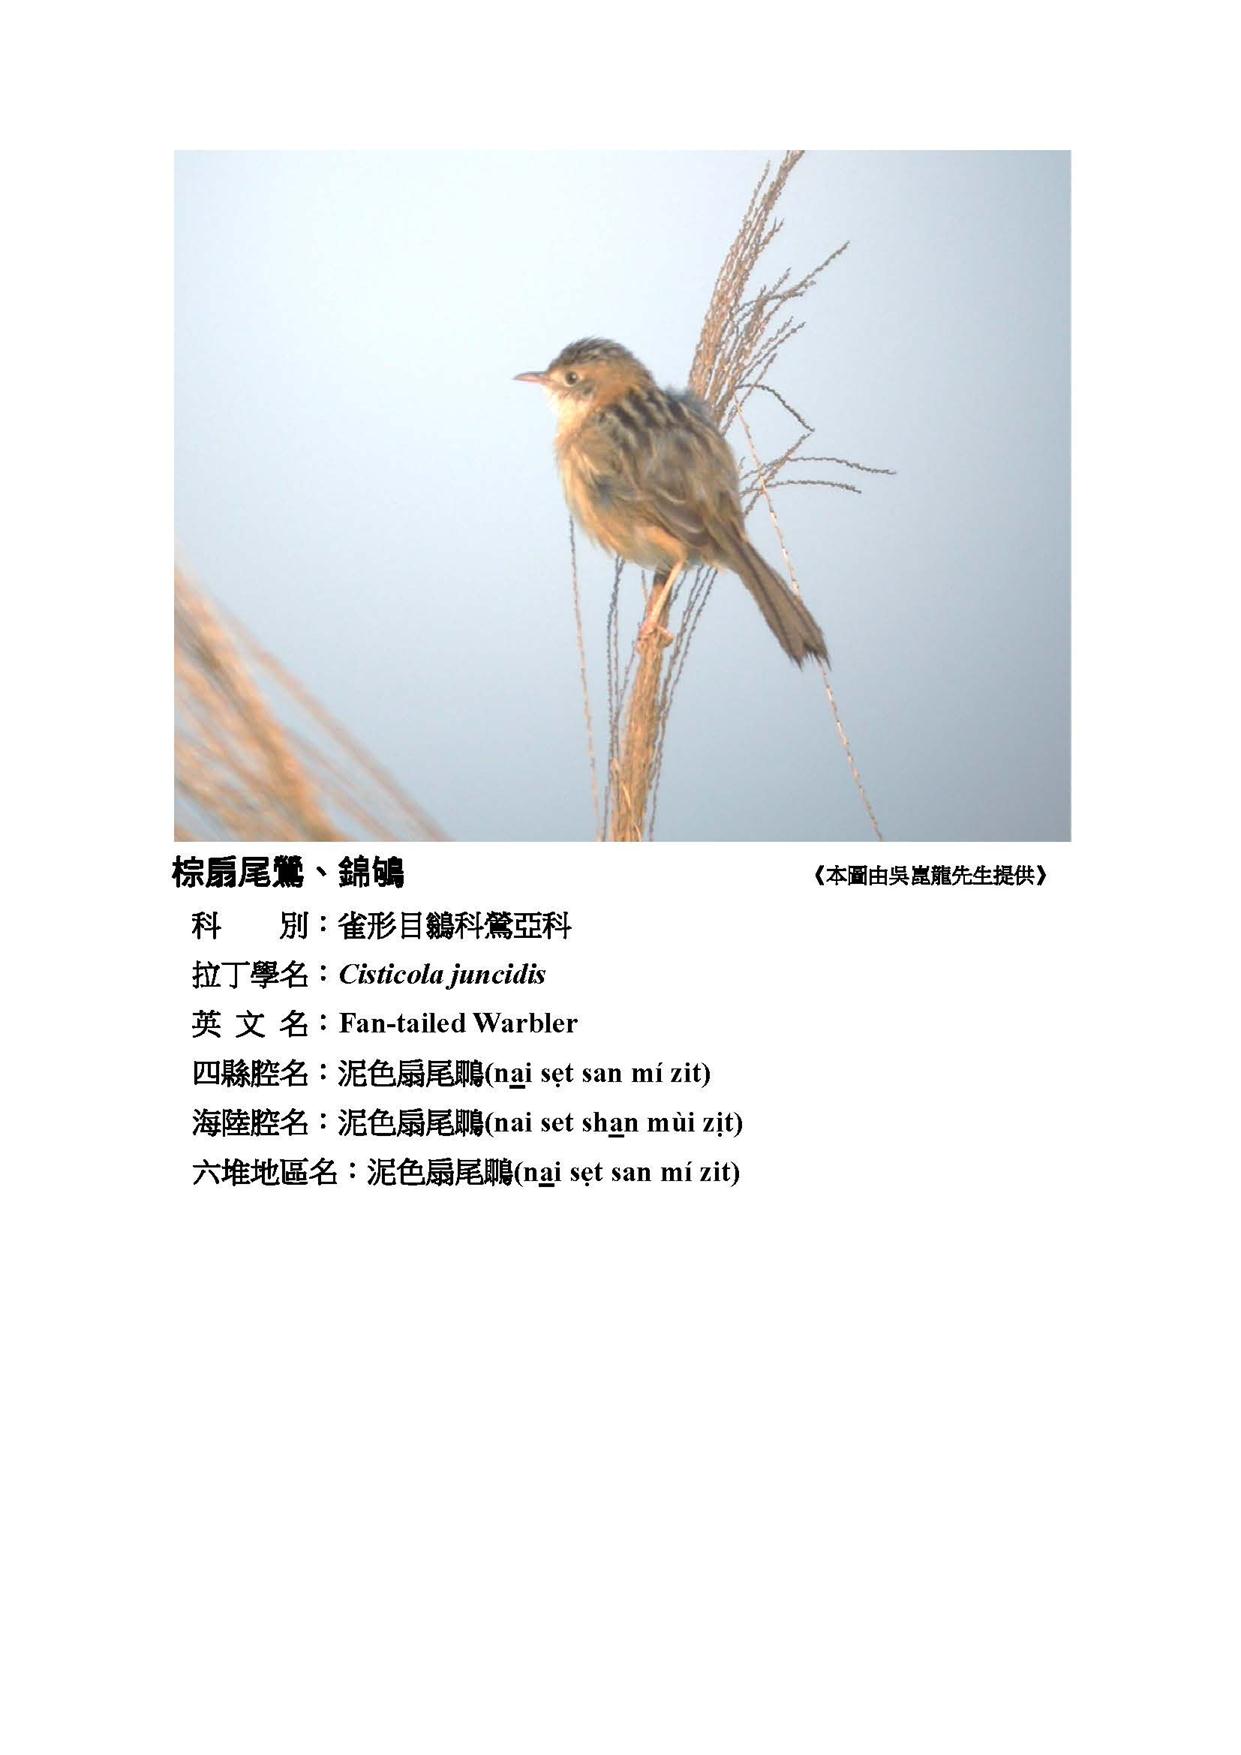 棕扇尾鶯、錦鴝
《本圖由吳崑龍先生提供》
科　　別：雀形目鶲科鶯亞科
拉丁學名：Cisticola juncidis
英 文 名：Fan-tailed Warbler
四縣腔名：泥色扇尾鷳(na̲i sẹt san mí zit)
海陸腔名：泥色扇尾鷳(nai set sha̲n mùi zịt)
六堆地區名：泥色扇尾鷳(na̲i sẹt san mí zit)